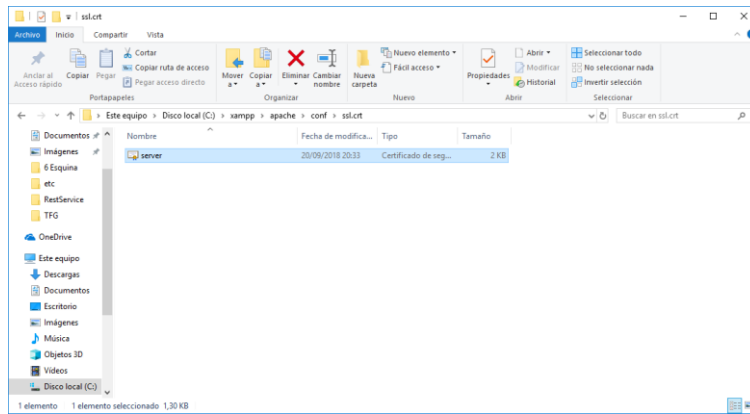 ssl.crt
Archivo Inicio Compartir Vista
Anclar al Acceso rápido
Copiar
Pegar
Cortar
Copiar ruta de acceso
Pegar acceso directo
Portapapeles
Mover a
Copiar a
Eliminar
Cambiar nombre
Organizar
Nueva carpeta
Nuevo elemento
Fácil acceso
Nuevo
Propiedades
Abrir
Modificar
Historial
Abrir
Seleccionar todo
No seleccionar nada
Invertir selección
Seleccionar
Este equipo > Disco local (C:) > xampp > apache > conf > ssl.crt
Buscar en ssl.crt
Nombre Fecha de modifica... Tipo Tamaño
server 20/09/2018 20:33 Certificado de seg... 2 KB
Documentos
Imágenes
6 Esquina
etc
RestService
TFG
OneDrive
Este equipo
Descargas
Documentos
Escritorio
Imágenes
Música
Objetos 3D
Vídeos
Disco local (C:)
1 elemento 1 elemento seleccionado 1,30 KB